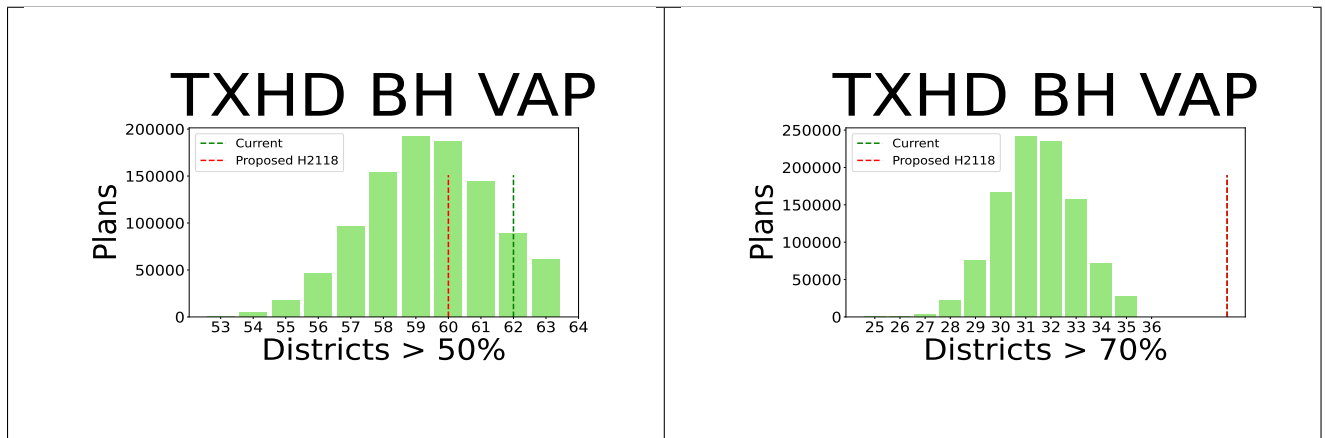 TXHD BH VAP
200000
150000
100000
50000
0
Plans
Current
Proposed H2118
53 54 55 56 57 58 59 60 61 62 63 64
Districts > 50%
TXHD BH VAP
250000
200000
150000
100000
50000
0
Plans
Current
Proposed H2118
25 26 27 28 29 30 31 32 33 34 35 36
Districts > 70%